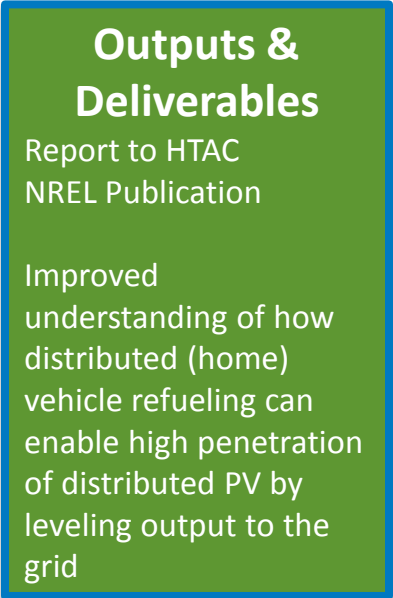 Outputs &
Deliverables
Report to HTAC
NREL Publication
Improved
understanding of how
distributed (home)
vehicle refueling can
enable high penetration
of distributed PV by
leveling output to the
grid